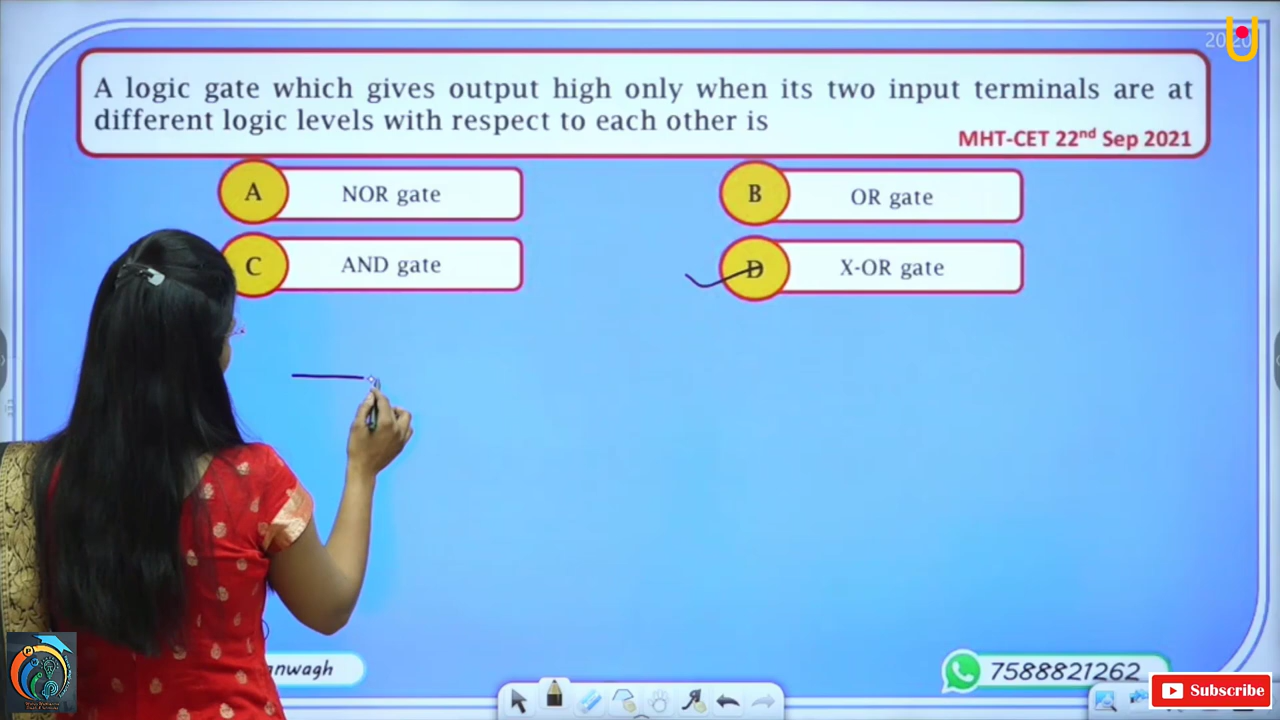 A logic gate which gives output high only when its two input terminals are at
different logic levels with respect to each other is
MHT-CET 22nd Sep 2021
A NOR gate
B OR gate
C AND gate
D X-OR gate
anwagh
7588821262
Subscribe